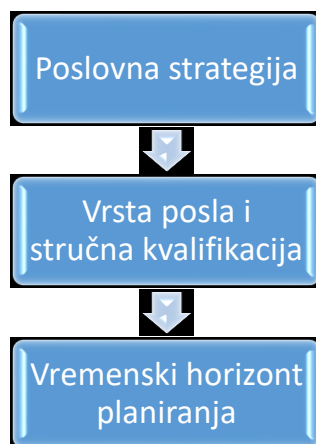 Poslovna strategija
Vrsta posla i
stručna kvalifikacija
Vremenski horizont
planiranja